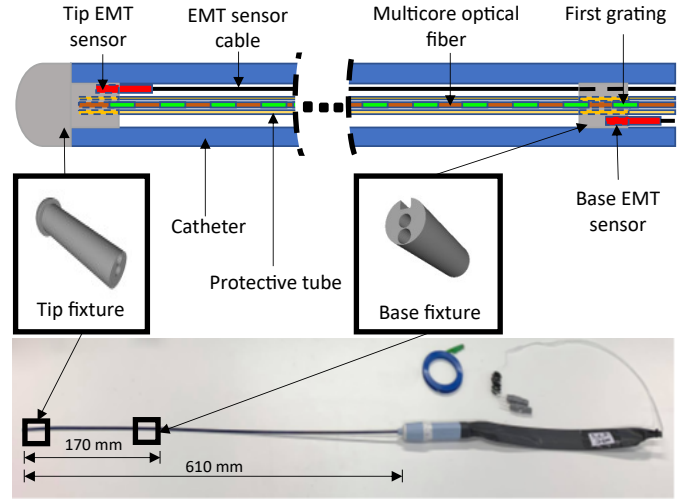 Tip EMT
sensor
EMT sensor
cable
Multicore optical
fiber
First grating
Catheter
Protective tube
Base EMT
sensor
Tip fixture
Base fixture
170 mm
610 mm